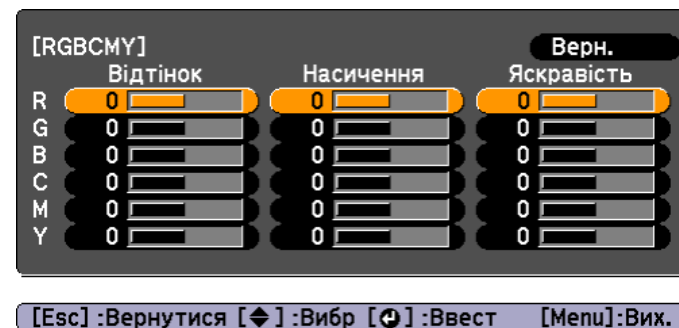 [RGBCMY] Верн.
Відтінок Насичення Яскравість
R 0 0 0
G 0 0 0
B 0 0 0
C 0 0 0
M 0 0 0
Y 0 0 0
[Esc] :Вернутися [◆] :Вибр [↵] :Ввест [Menu]:Вих.